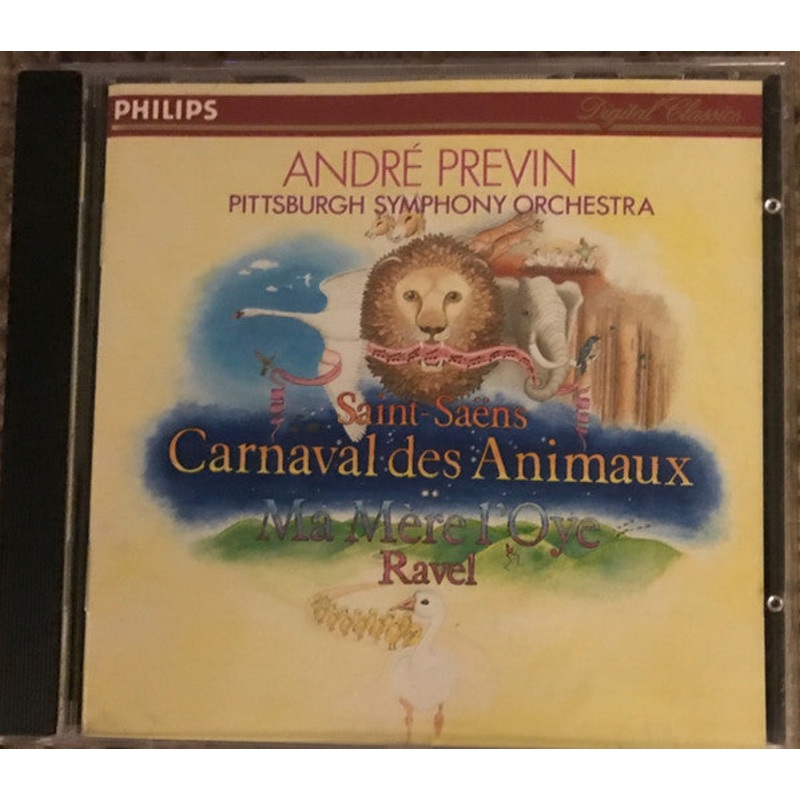 PHILIPS
Digital Classics
ANDRÉ PREVIN
PITTSBURGH SYMPHONY ORCHESTRA
Saint-Saëns
Carnaval des Animaux
Ma Mère l'Oye
Ravel